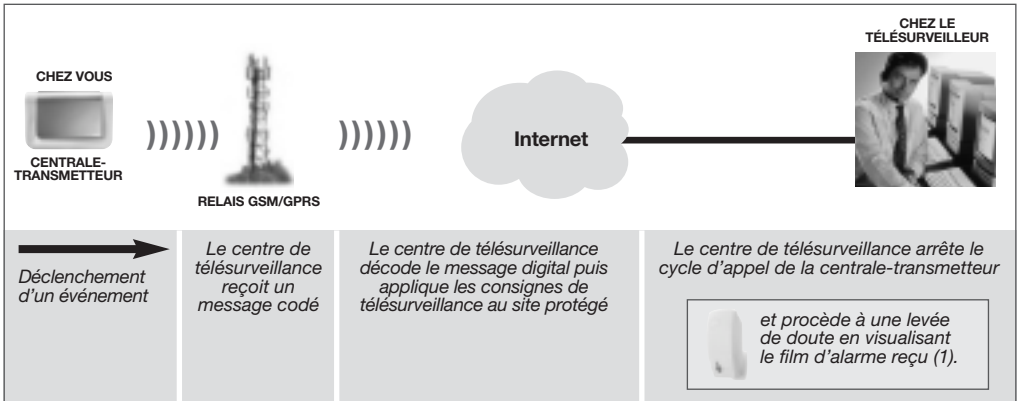 CHEZ VOUS
CENTRALE-
TRANSMETTEUR
RELAIS GSM/GPRS
Internet
CHEZ LE
TÉLÉSURVEILLEUR
Déclenchement
d'un événement
Le centre de
télésurveillance
reçoit un
message codé
Le centre de télésurveillance
décode le message digital puis
applique les consignes de
télésurveillance au site protégé
Le centre de télésurveillance arrête le
cycle d'appel de la centrale-transmetteur
et procède à une levée
de doute en visualisant
le film d'alarme reçu (1).